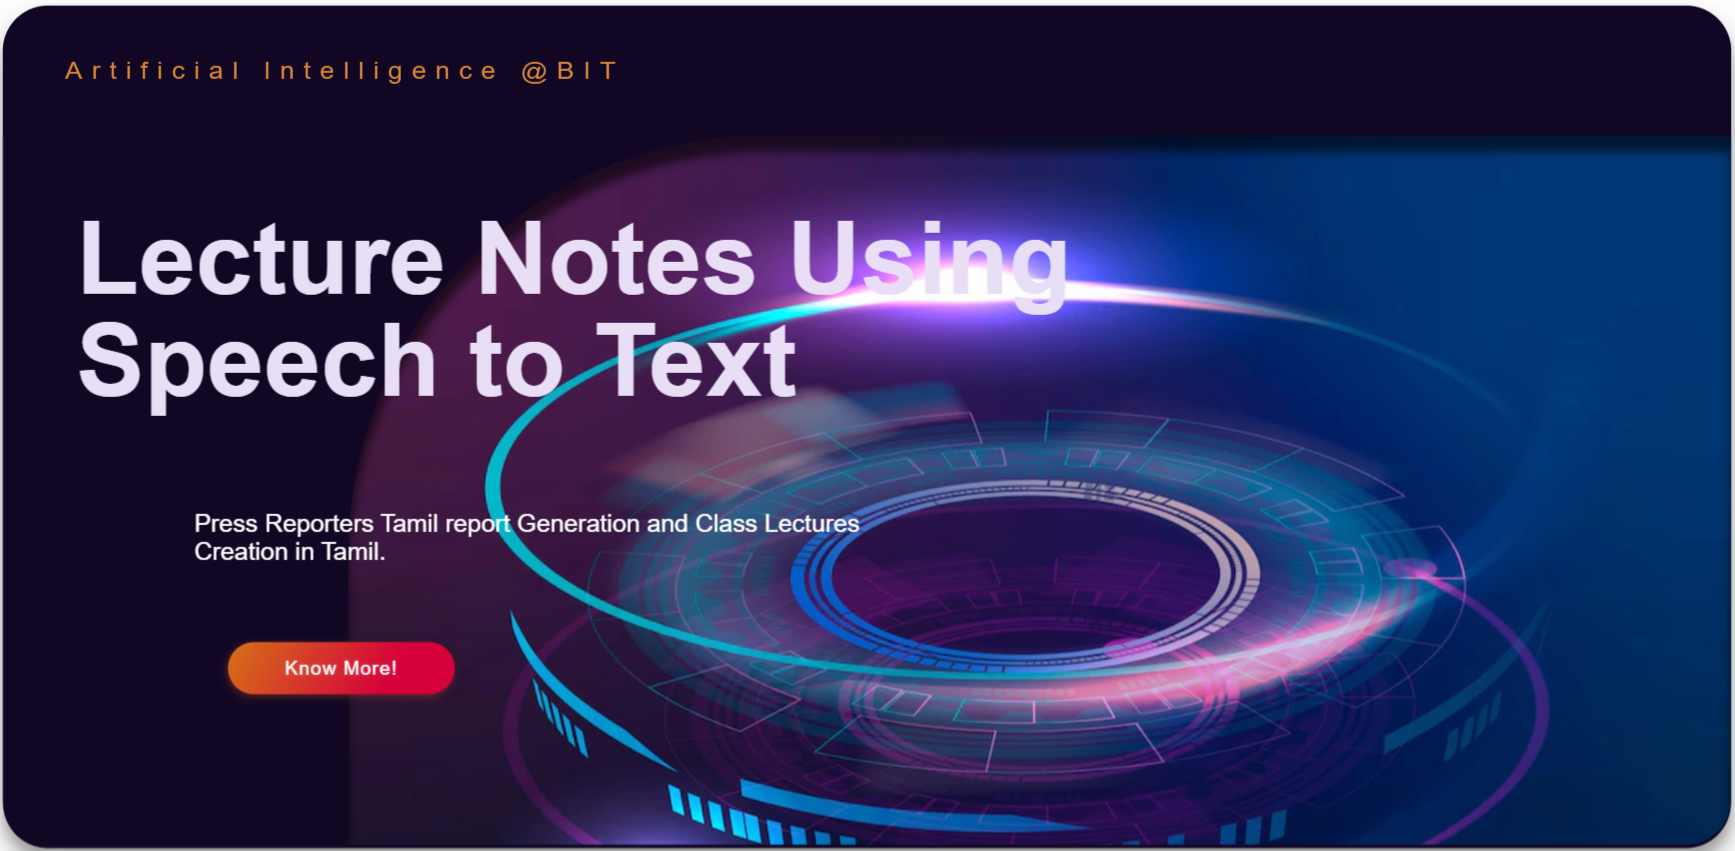 Artificial Intelligence @BIT
Lecture Notes Using
Speech to Text
Press Reporters Tamil report Generation and Class Lectures
Creation in Tamil.
Know More!